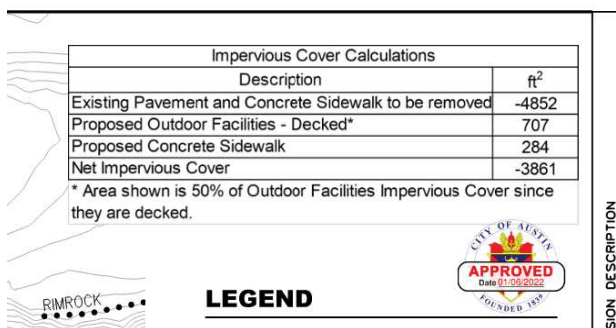 Impervious Cover Calculations
Description ft²
Existing Pavement and Concrete Sidewalk to be removed -4852
Proposed Outdoor Facilities - Decked* 707
Proposed Concrete Sidewalk 284
Net Impervious Cover -3861
* Area shown is 50% of Outdoor Facilities Impervious Cover since
they are decked.
CITY OF AUSTIN
APPROVED
Date 01/06/2022
FOUNDED 1839
RIMROCK
LEGEND
DESCRIPTION